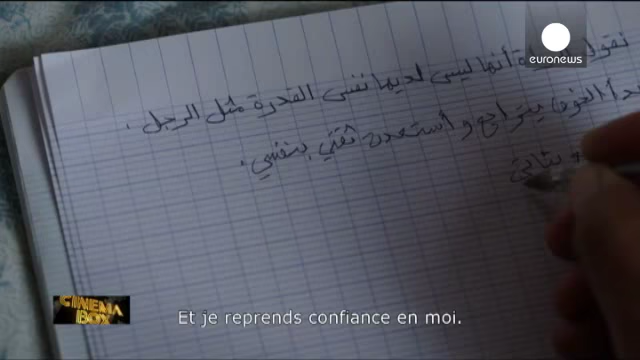 euronews
أنها ليس لديها نفس القدرة مثل الرجل .
الخوف يتراجع و أستعدت ثقتي بنفسي .
CINEMA
BOX
Et je reprends confiance en moi.